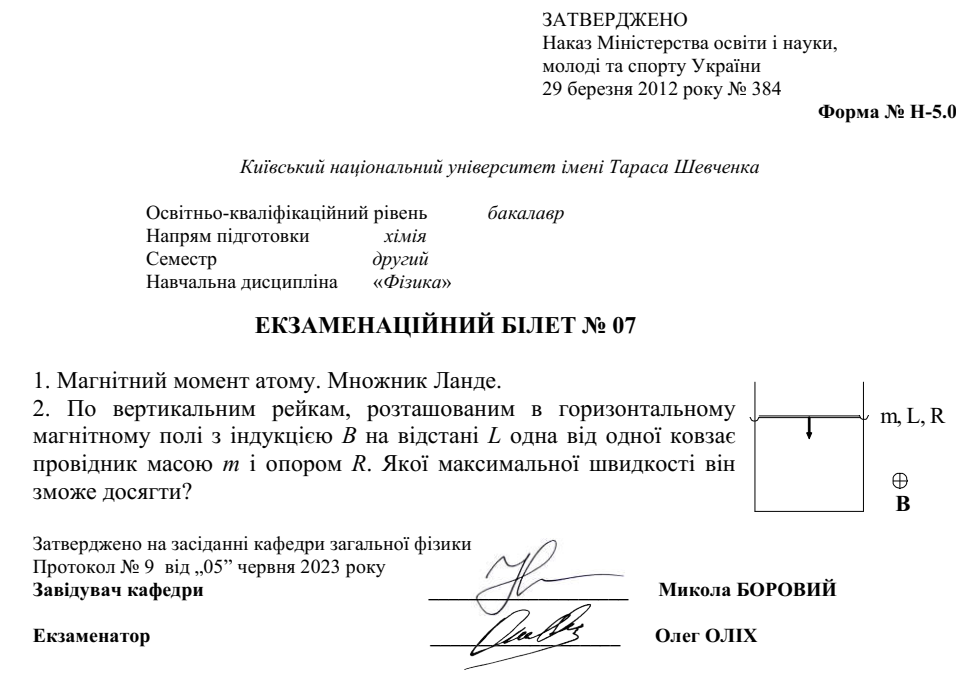 ЗАТВЕРДЖЕНО
Наказ Міністерства освіти і науки,
молоді та спорту України
29 березня 2012 року № 384
Форма № Н-5.0
Київський національний університет імені Тараса Шевченка
Освітньо-кваліфікаційний рівень бакалавр
Напрям підготовки хімія
Семестр другий
Навчальна дисципліна «Фізика»
ЕКЗАМЕНАЦІЙНИЙ БІЛЕТ № 07
1. Магнітний момент атому. Множник Ланде.
2. По вертикальним рейкам, розташованим в горизонтальному
магнітному полі з індукцією B на відстані L одна від одної ковзає
провідник масою m і опором R. Якої максимальної швидкості він
зможе досягти?
m, L, R
B
Затверджено на засіданні кафедри загальної фізики
Протокол № 9 від „05” червня 2023 року
Завідувач кафедри Микола БОРОВИЙ
Екзаменатор Олег ОЛІХ